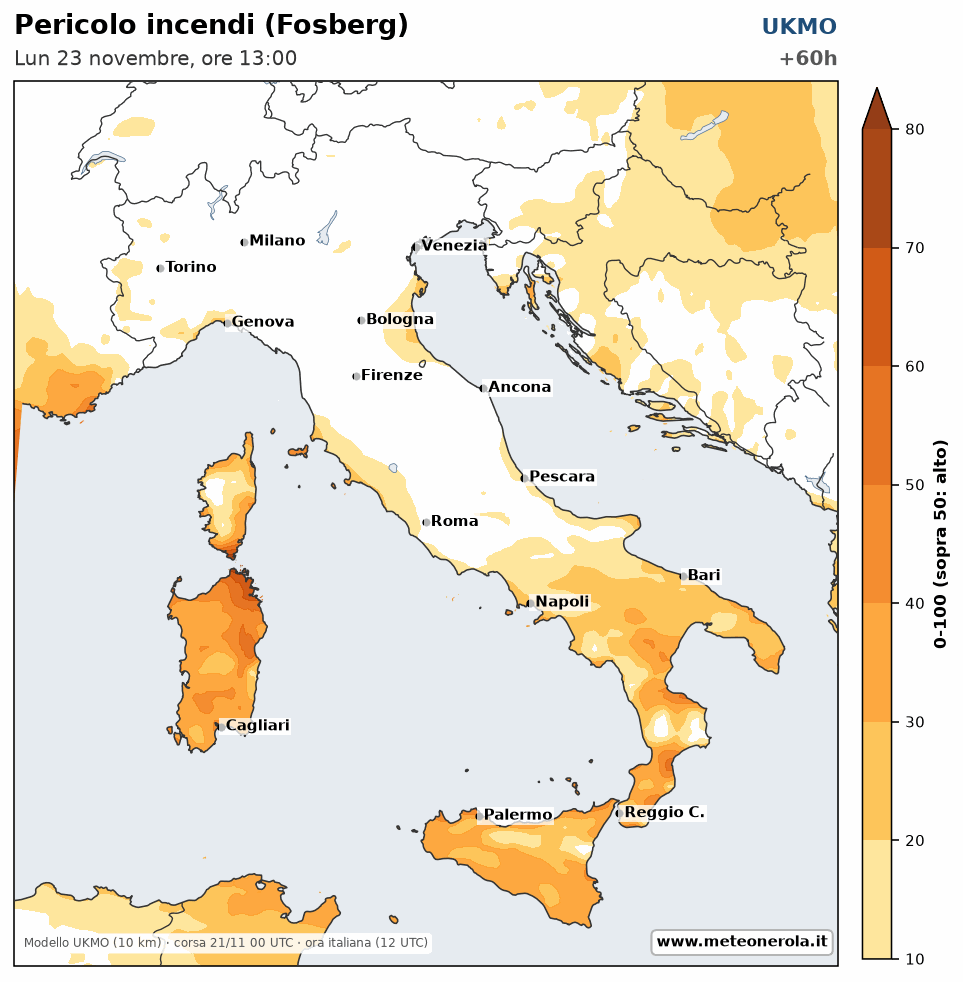 Pericolo incendi (Fosberg)
UKMO
Lun 23 novembre, ore 13:00
+60h
Milano
Venezia
Torino
Genova
Bologna
Firenze
Ancona
Pescara
Roma
Bari
Napoli
Cagliari
Palermo
Reggio C.
80
70
60
50
40
30
20
10
0-100 (sopra 50: alto)
Modello UKMO (10 km) · corsa 21/11 00 UTC · ora italiana (12 UTC)
www.meteonerola.it